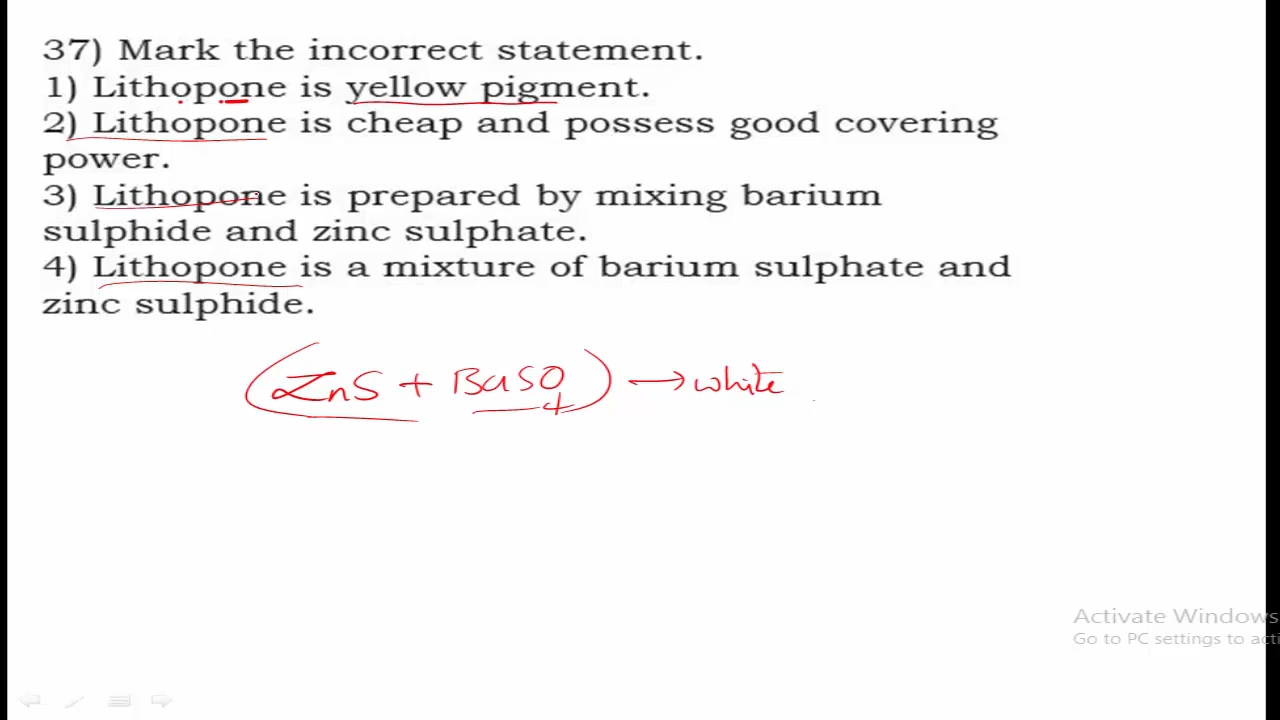 37) Mark the incorrect statement.
1) Lithopone is yellow pigment.
2) Lithopone is cheap and possess good covering
power.
3) Lithopone is prepared by mixing barium
sulphide and zinc sulphate.
4) Lithopone is a mixture of barium sulphate and
zinc sulphide.
(ZnS + BaSO4) → white
Activate Windows
Go to PC settings to acti